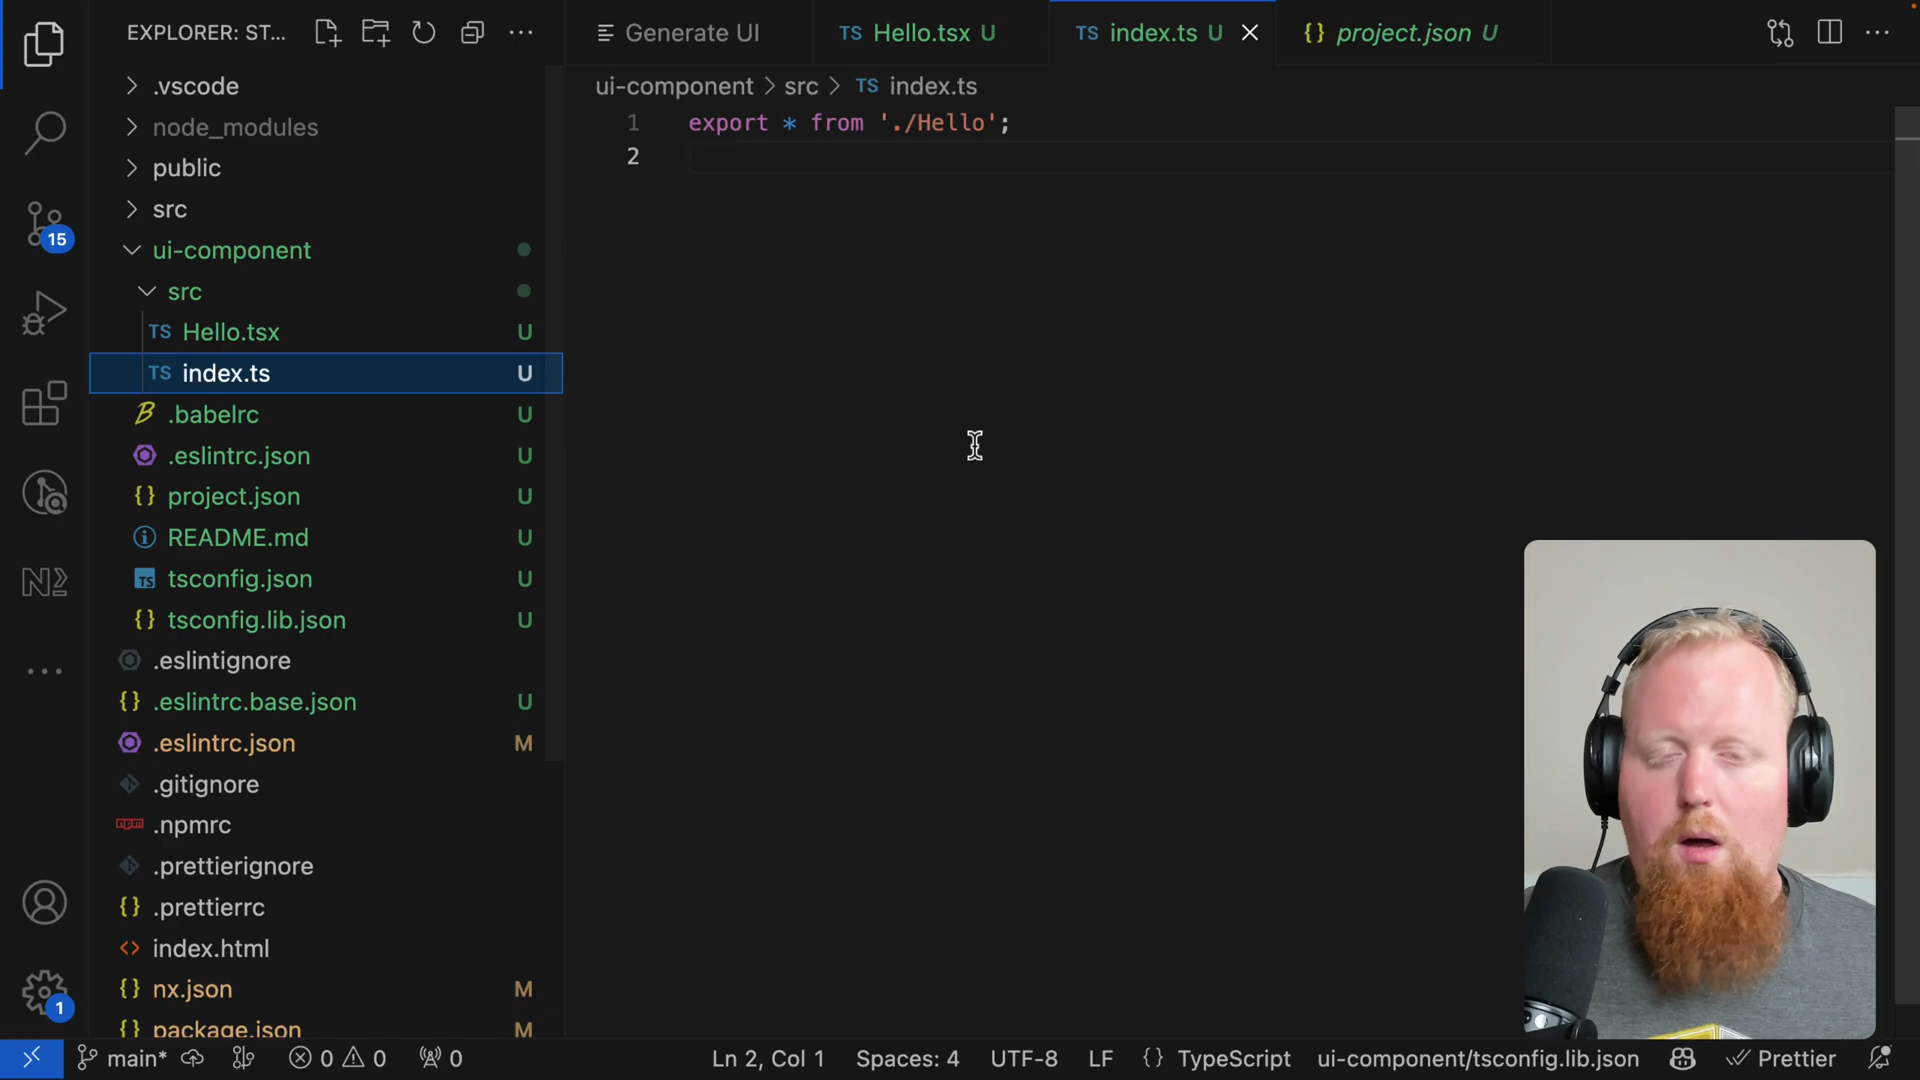 EXPLORER: ST...
.vscode
node_modules
public
src
ui-component
src
TS Hello.tsx U
TS index.ts U
.babelrc U
.eslintrc.json U
{} project.json U
README.md U
TS tsconfig.json U
{} tsconfig.lib.json U
.eslintignore
{} .eslintrc.base.json U
.eslintrc.json M
.gitignore
npm .npmrc
.prettierignore
{} .prettierrc
<> index.html
{} nx.json M
{} package.json M
15
1
Generate UI
TS Hello.tsx U
TS index.ts U
{} project.json U
ui-component > src > TS index.ts
1 export * from './Hello';
2
main* 0 0 0
Ln 2, Col 1
Spaces: 4
UTF-8
LF
{} TypeScript
ui-component/tsconfig.lib.json
Prettier